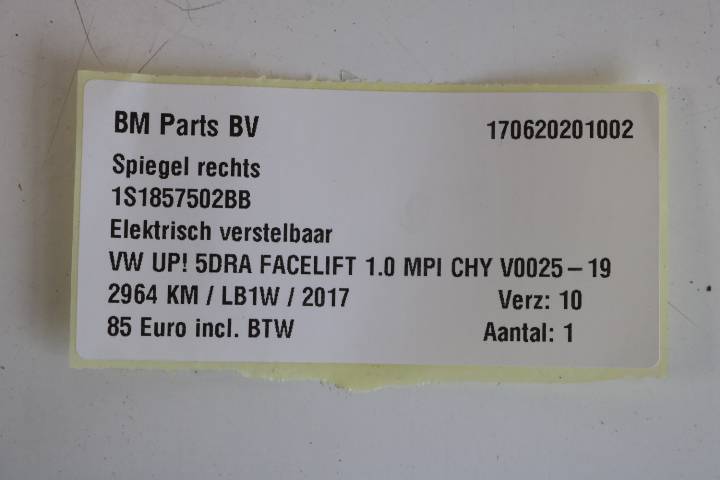 BM Parts BV 170620201002
Spiegel rechts
1S1857502BB
Elektrisch verstelbaar
VW UP! 5DRA FACELIFT 1.0 MPI CHY V0025-19
2964 KM / LB1W / 2017 Verz: 10
85 Euro incl. BTW Aantal: 1